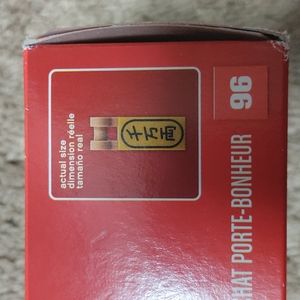 actual size
dimension réelle
tamaño real
千万両
HAT PORTE-BONHEUR
96